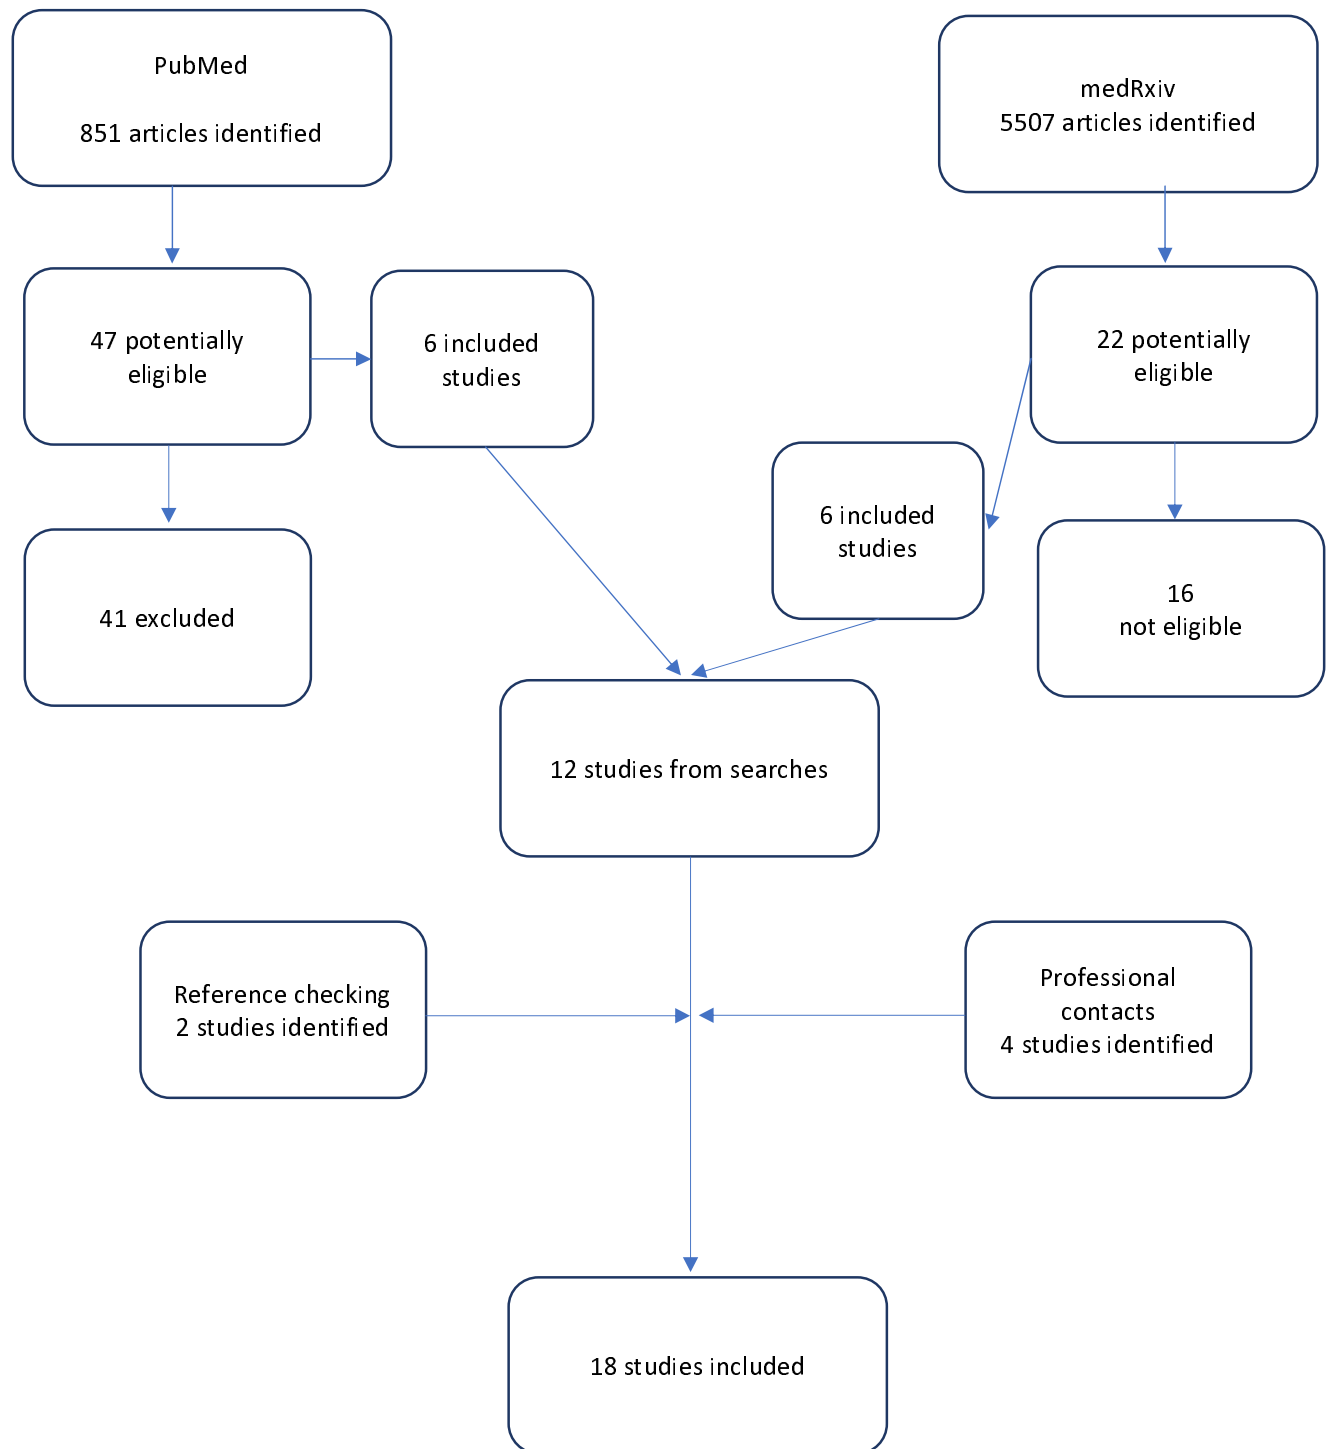 PubMed
851 articles identified
medRxiv
5507 articles identified
47 potentially
eligible
6 included
studies
22 potentially
eligible
6 included
studies
41 excluded
16
not eligible
12 studies from searches
Reference checking
2 studies identified
Professional
contacts
4 studies identified
18 studies included